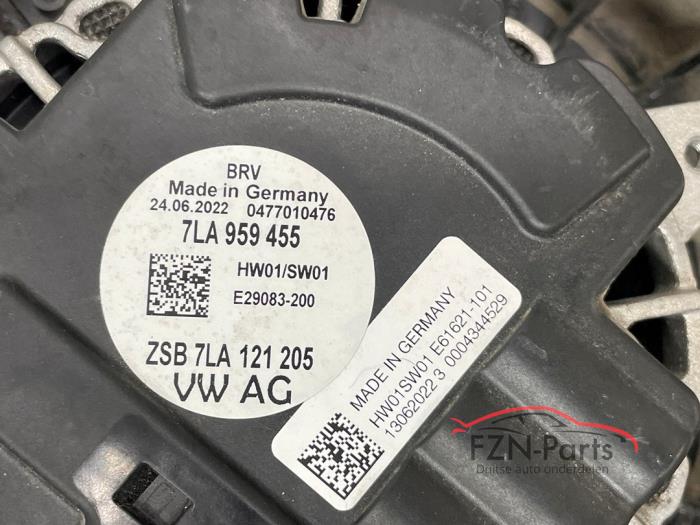 BRV
Made in Germany
24.06.2022 0477010476
7LA 959 455
HW01/SW01
E29083-200
ZSB 7LA 121 205
VW AG
MADE IN GERMANY
HW01SW01 E61621-101
13062022 3 0004344529
FZN-Parts
Duitse auto onderdelen